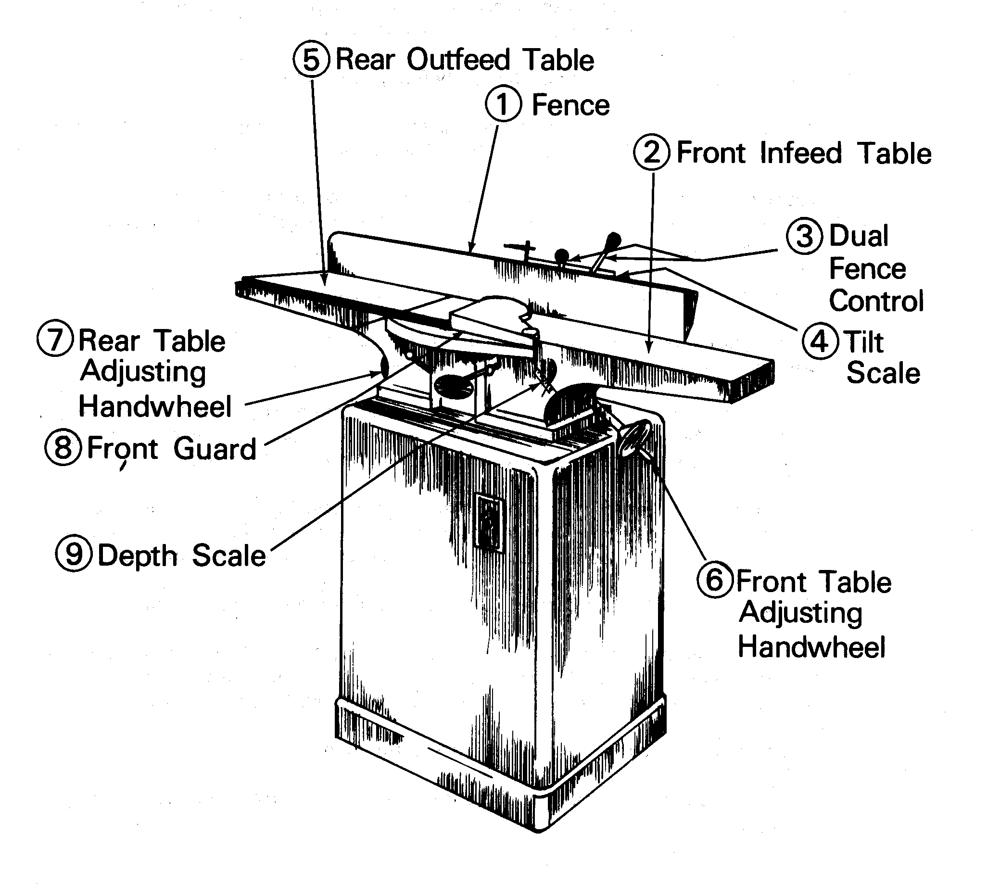 ⑤ Rear Outfeed Table
① Fence
② Front Infeed Table
③ Dual
Fence
Control
④ Tilt
Scale
⑦ Rear Table
Adjusting
Handwheel
⑧ Front Guard
⑨ Depth Scale
⑥ Front Table
Adjusting
Handwheel